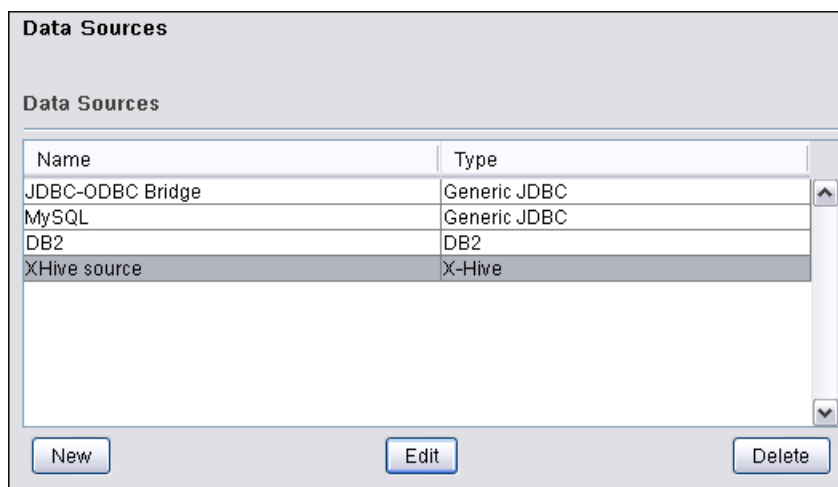 Data Sources
Data Sources
Name Type
JDBC-ODBC Bridge Generic JDBC
MySQL Generic JDBC
DB2 DB2
XHive source X-Hive
New Edit Delete